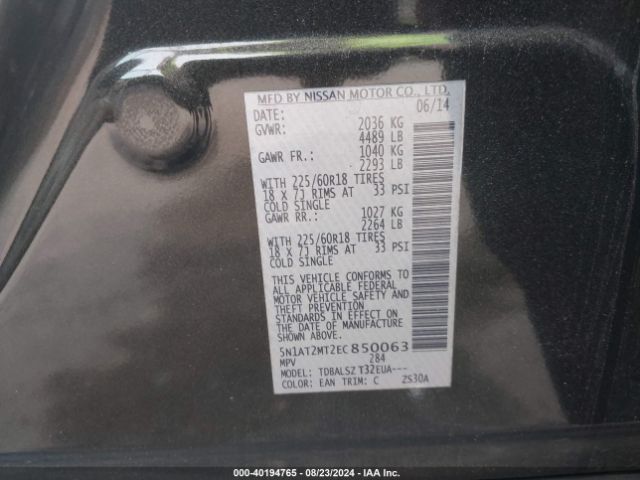 MFD BY NISSAN MOTOR CO., LTD.
DATE: 06/14
GVWR: 2036 KG
4489 LB
GAWR FR.: 1040 KG
2293 LB
WITH 225/60R18 TIRES
18 X 7J RIMS AT 33 PSI
COLD SINGLE
GAWR RR.: 1027 KG
2264 LB
WITH 225/60R18 TIRES
18 X 7J RIMS AT 33 PSI
COLD SINGLE
THIS VEHICLE CONFORMS TO
ALL APPLICABLE FEDERAL
MOTOR VEHICLE SAFETY AND
THEFT PREVENTION
STANDARDS IN EFFECT ON
THE DATE OF MANUFACTURE
SHOWN ABOVE.
5N1AT2MT2EC850063
MPV 284
MODEL: TDBALSZ T32EUA---
COLOR: EAN TRIM: C ZS30A
000-40194765 - 08/23/2024 - IAA Inc.